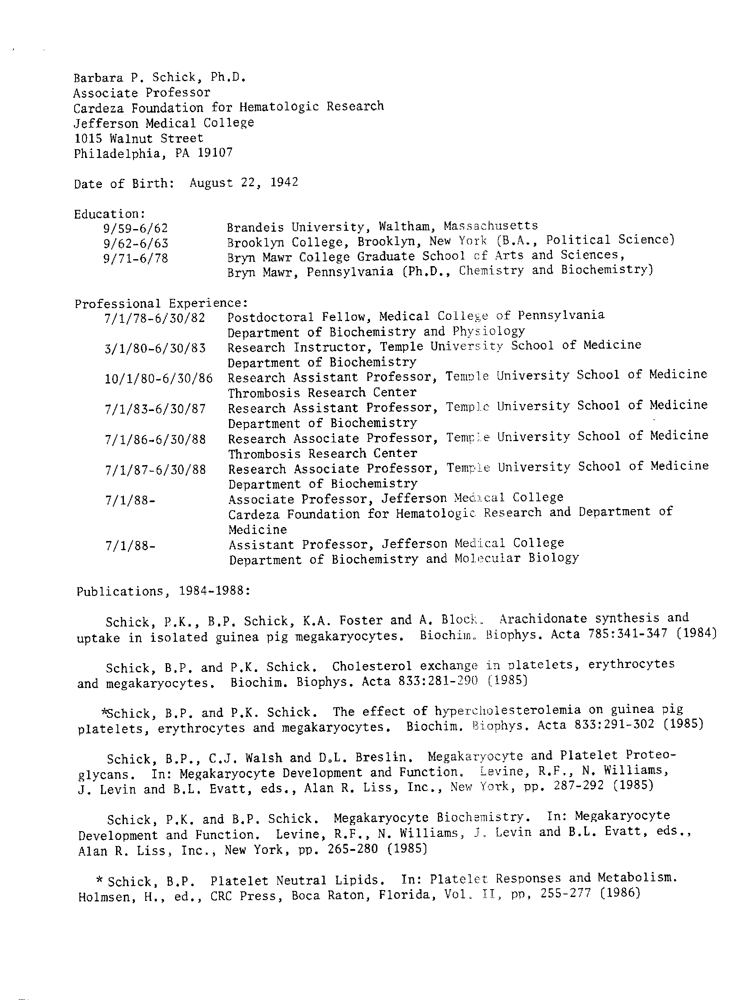 Barbara P. Schick, Ph.D.
Associate Professor
Cardeza Foundation for Hematologic Research
Jefferson Medical College
1015 Walnut Street
Philadelphia, PA 19107
Date of Birth: August 22, 1942
Education:
9/59-6/62 Brandeis University, Waltham, Massachusetts
9/62-6/63 Brooklyn College, Brooklyn, New York (B.A., Political Science)
9/71-6/78 Bryn Mawr College Graduate School of Arts and Sciences,
Bryn Mawr, Pennsylvania (Ph.D., Chemistry and Biochemistry)
Professional Experience:
7/1/78-6/30/82 Postdoctoral Fellow, Medical College of Pennsylvania
Department of Biochemistry and Physiology
3/1/80-6/30/83 Research Instructor, Temple University School of Medicine
Department of Biochemistry
10/1/80-6/30/86 Research Assistant Professor, Temple University School of Medicine
Thrombosis Research Center
7/1/83-6/30/87 Research Assistant Professor, Temple University School of Medicine
Department of Biochemistry
7/1/86-6/30/88 Research Associate Professor, Temple University School of Medicine
Thrombosis Research Center
7/1/87-6/30/88 Research Associate Professor, Temple University School of Medicine
Department of Biochemistry
7/1/88- Associate Professor, Jefferson Medical College
Cardeza Foundation for Hematologic Research and Department of
Medicine
7/1/88- Assistant Professor, Jefferson Medical College
Department of Biochemistry and Molecular Biology
Publications, 1984-1988:
Schick, P.K., B.P. Schick, K.A. Foster and A. Block. Arachidonate synthesis and
uptake in isolated guinea pig megakaryocytes. Biochim. Biophys. Acta 785:341-347 (1984)
Schick, B.P. and P.K. Schick. Cholesterol exchange in platelets, erythrocytes
and megakaryocytes. Biochim. Biophys. Acta 833:281-290 (1985)
*Schick, B.P. and P.K. Schick. The effect of hypercholesterolemia on guinea pig
platelets, erythrocytes and megakaryocytes. Biochim. Biophys. Acta 833:291-302 (1985)
Schick, B.P., C.J. Walsh and D.L. Breslin. Megakaryocyte and Platelet Proteo-
glycans. In: Megakaryocyte Development and Function. Levine, R.F., N. Williams,
J. Levin and B.L. Evatt, eds., Alan R. Liss, Inc., New York, pp. 287-292 (1985)
Schick, P.K. and B.P. Schick. Megakaryocyte Biochemistry. In: Megakaryocyte
Development and Function. Levine, R.F., N. Williams, J. Levin and B.L. Evatt, eds.,
Alan R. Liss, Inc., New York, pp. 265-280 (1985)
* Schick, B.P. Platelet Neutral Lipids. In: Platelet Responses and Metabolism.
Holmsen, H., ed., CRC Press, Boca Raton, Florida, Vol. II, pp, 255-277 (1986)